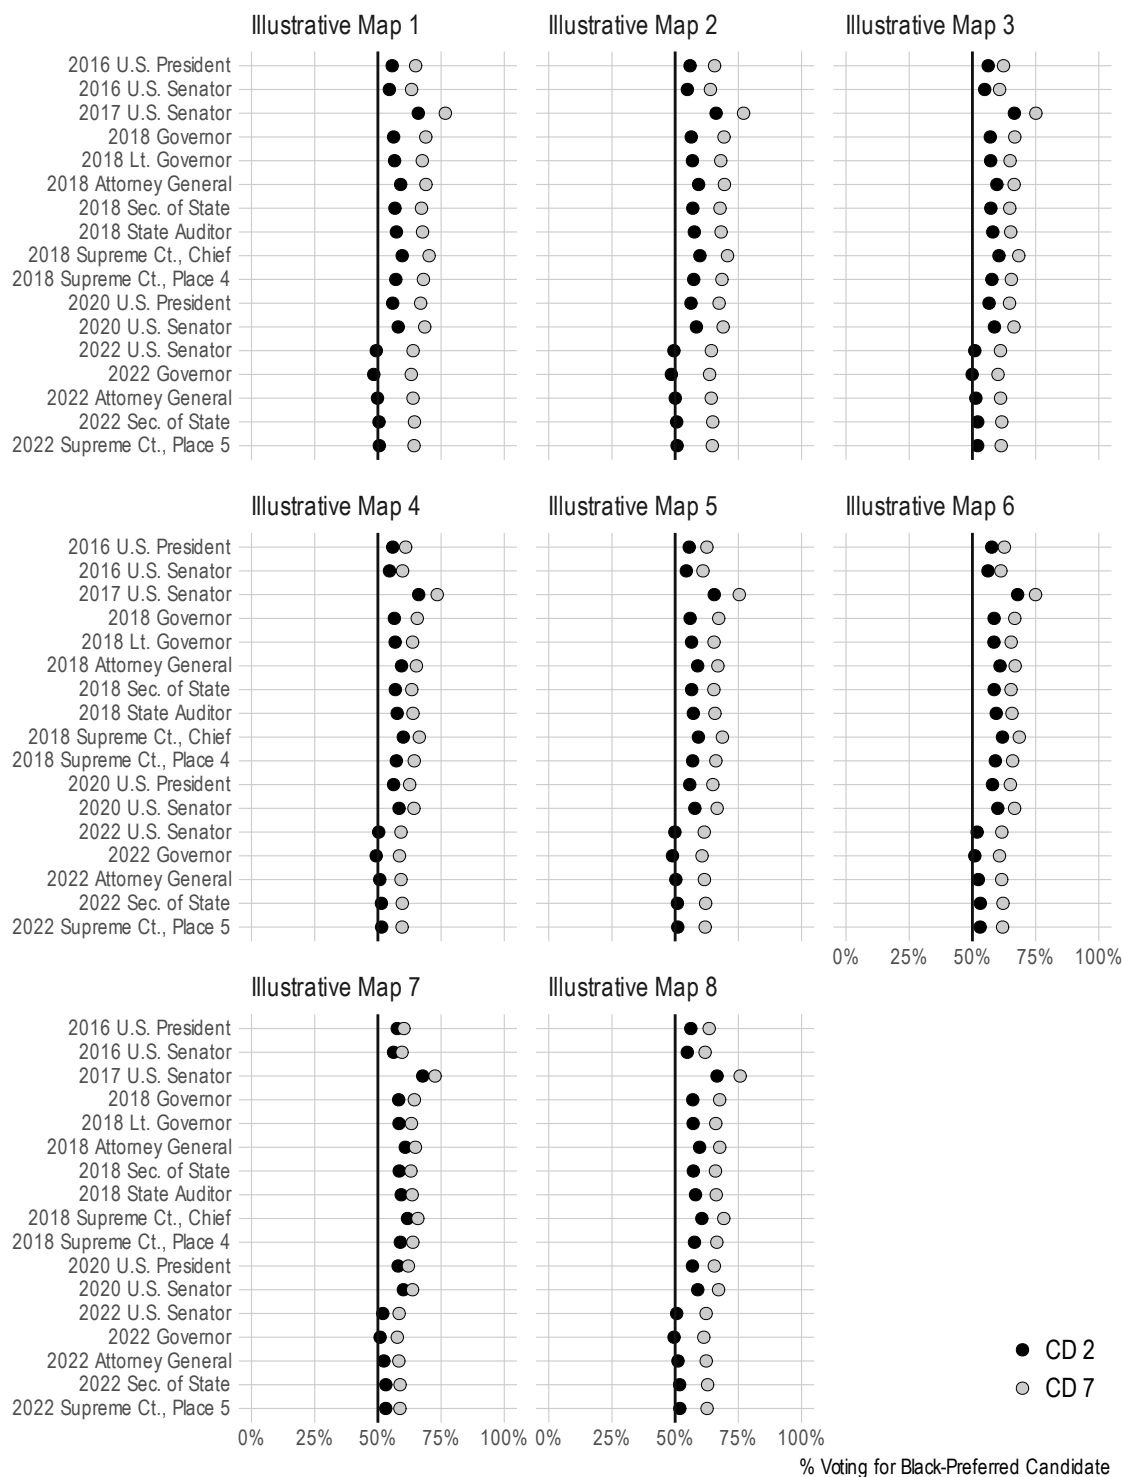 Illustrative Map 1 Illustrative Map 2 Illustrative Map 3
2016 U.S. President
2016 U.S. Senator
2017 U.S. Senator
2018 Governor
2018 Lt. Governor
2018 Attorney General
2018 Sec. of State
2018 State Auditor
2018 Supreme Ct., Chief
2018 Supreme Ct., Place 4
2020 U.S. President
2020 U.S. Senator
2022 U.S. Senator
2022 Governor
2022 Attorney General
2022 Sec. of State
2022 Supreme Ct., Place 5
Illustrative Map 4 Illustrative Map 5 Illustrative Map 6
2016 U.S. President
2016 U.S. Senator
2017 U.S. Senator
2018 Governor
2018 Lt. Governor
2018 Attorney General
2018 Sec. of State
2018 State Auditor
2018 Supreme Ct., Chief
2018 Supreme Ct., Place 4
2020 U.S. President
2020 U.S. Senator
2022 U.S. Senator
2022 Governor
2022 Attorney General
2022 Sec. of State
2022 Supreme Ct., Place 5
0% 25% 50% 75% 100%
Illustrative Map 7 Illustrative Map 8
2016 U.S. President
2016 U.S. Senator
2017 U.S. Senator
2018 Governor
2018 Lt. Governor
2018 Attorney General
2018 Sec. of State
2018 State Auditor
2018 Supreme Ct., Chief
2018 Supreme Ct., Place 4
2020 U.S. President
2020 U.S. Senator
2022 U.S. Senator
2022 Governor
2022 Attorney General
2022 Sec. of State
2022 Supreme Ct., Place 5
CD 2
CD 7
0% 25% 50% 75% 100% 0% 25% 50% 75% 100%
% Voting for Black-Preferred Candidate